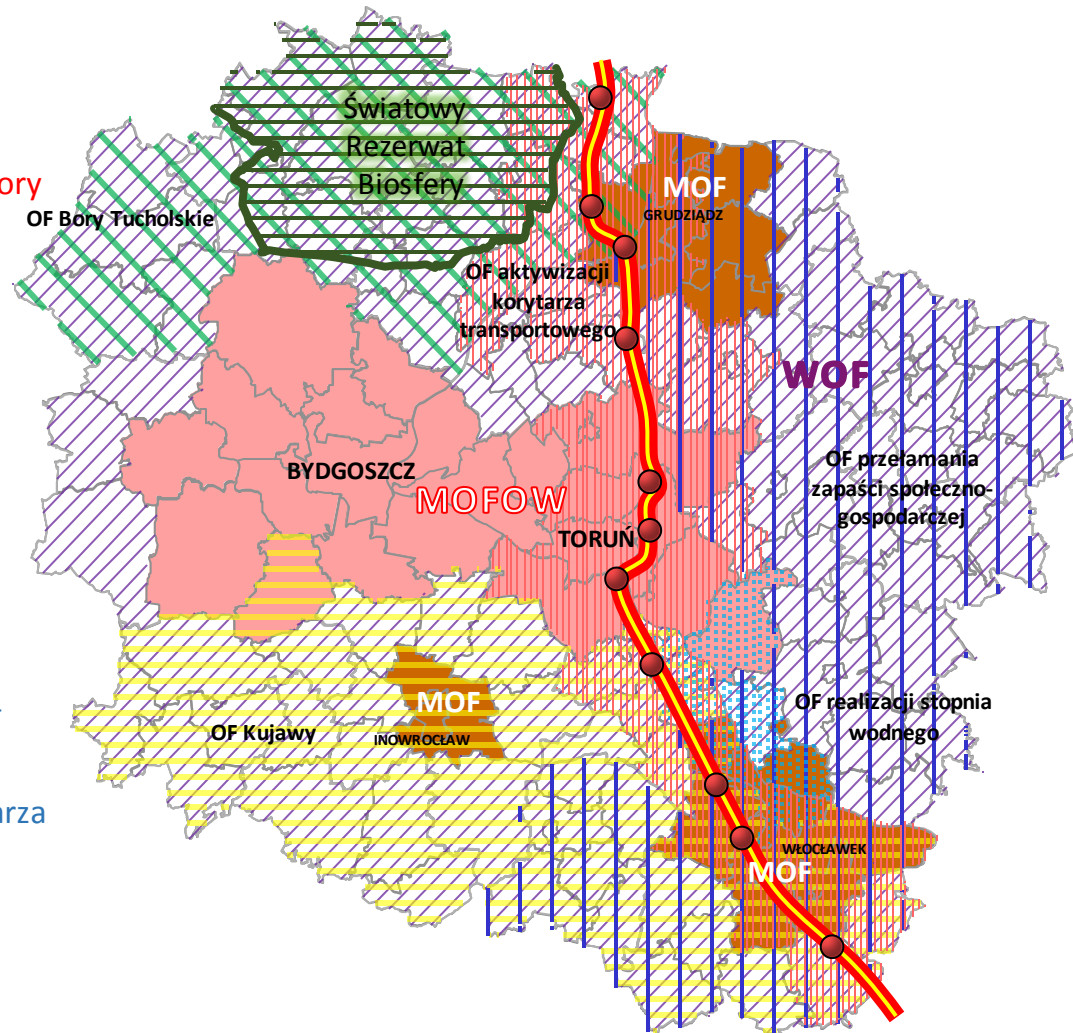 Światowy
Rezerwat
Biosfery
ory
OF Bory Tucholskie
MOF
GRUDZIĄDZ
OF aktywizacji
korytarza
transportowego
WOF
BYDGOSZCZ
MOFOW
OF przełamania
zapaści społeczno-
gospodarczej
TORUŃ
MOF
INOWROCŁAW
OF Kujawy
OF realizacji stopnia
wodnego
arza
WŁOCŁAWEK
MOF